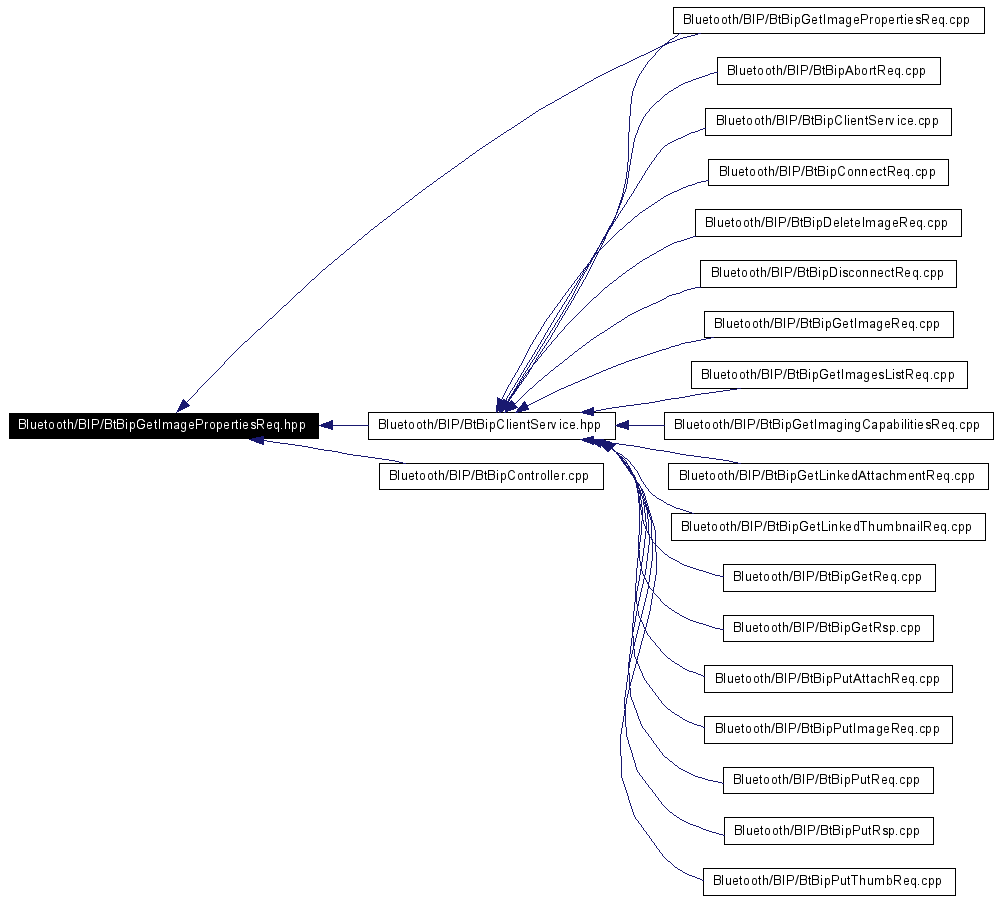 Bluetooth/BIP/BtBipGetImagePropertiesReq.cpp
Bluetooth/BIP/BtBipAbortReq.cpp
Bluetooth/BIP/BtBipClientService.cpp
Bluetooth/BIP/BtBipConnectReq.cpp
Bluetooth/BIP/BtBipDeleteImageReq.cpp
Bluetooth/BIP/BtBipDisconnectReq.cpp
Bluetooth/BIP/BtBipGetImageReq.cpp
Bluetooth/BIP/BtBipGetImagesListReq.cpp
Bluetooth/BIP/BtBipGetImagePropertiesReq.hpp
Bluetooth/BIP/BtBipClientService.hpp
Bluetooth/BIP/BtBipGetImagingCapabilitiesReq.cpp
Bluetooth/BIP/BtBipController.cpp
Bluetooth/BIP/BtBipGetLinkedAttachmentReq.cpp
Bluetooth/BIP/BtBipGetLinkedThumbnailReq.cpp
Bluetooth/BIP/BtBipGetReq.cpp
Bluetooth/BIP/BtBipGetRsp.cpp
Bluetooth/BIP/BtBipPutAttachReq.cpp
Bluetooth/BIP/BtBipPutImageReq.cpp
Bluetooth/BIP/BtBipPutReq.cpp
Bluetooth/BIP/BtBipPutRsp.cpp
Bluetooth/BIP/BtBipPutThumbReq.cpp